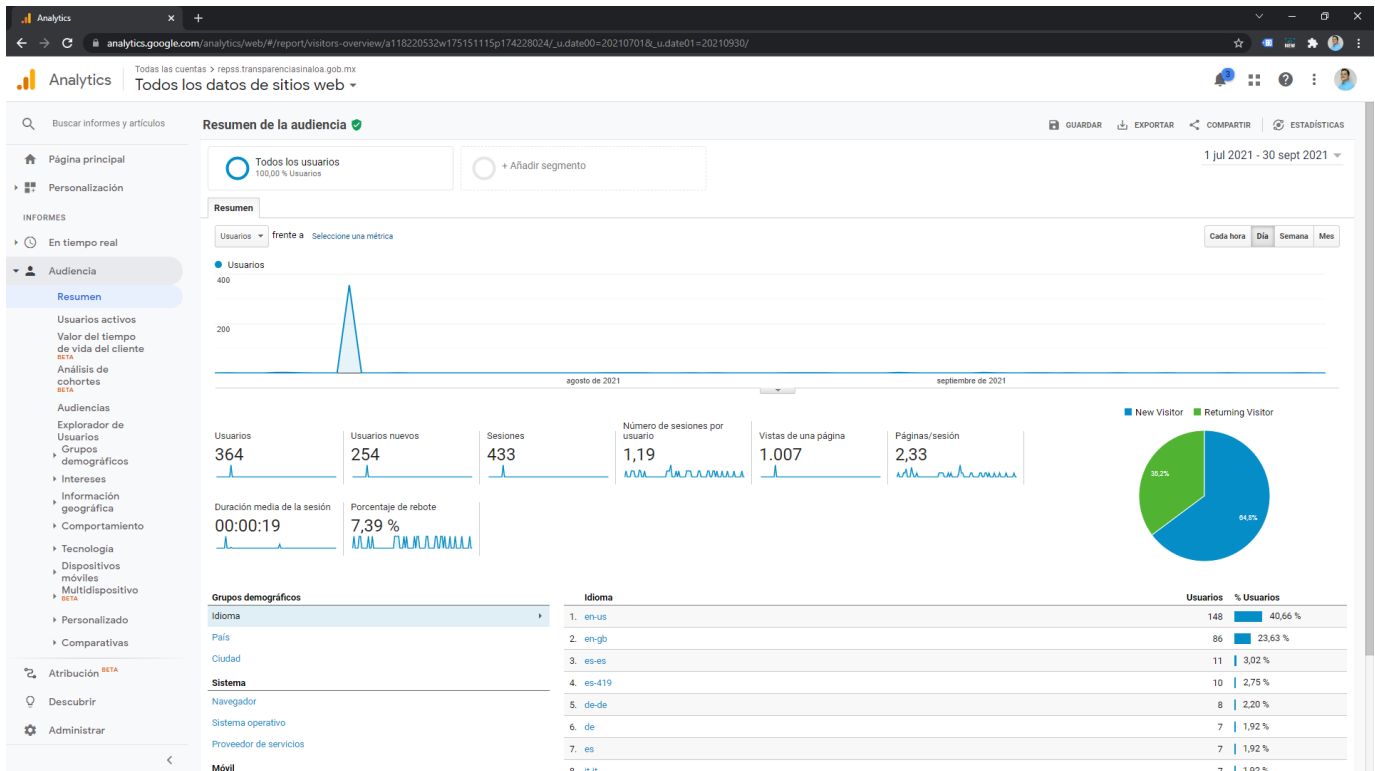 Analytics
analytics.google.com/analytics/web/#/report/visitors-overview/a118220532w175151115p174228024/_u.date00=20210701&_u.date01=20210930/
NEW
Analytics
Todas las cuentas > repss.transparenciasinaloa.gob.mx
Todos los datos de sitios web
3
Buscar informes y artículos
Página principal
Personalización
INFORMES
En tiempo real
Audiencia
Resumen
Usuarios activos
Valor del tiempo
de vida del cliente
BETA
Análisis de
cohortes
BETA
Audiencias
Explorador de
Usuarios
Grupos
demográficos
Intereses
Información
geográfica
Comportamiento
Tecnología
Dispositivos
móviles
Multidispositivo
BETA
Personalizado
Comparativas
Atribución BETA
Descubrir
Administrar
Resumen de la audiencia
GUARDAR
EXPORTAR
COMPARTIR
ESTADÍSTICAS
Todos los usuarios
100,00 % Usuarios
+ Añadir segmento
1 jul 2021 - 30 sept 2021
Resumen
Usuarios frente a Seleccione una métrica
Cada hora Día Semana Mes
Usuarios
400
200
agosto de 2021
septiembre de 2021
New Visitor Returning Visitor
35,2%
64,8%
Usuarios
364
Usuarios nuevos
254
Sesiones
433
Número de sesiones por
usuario
1,19
Vistas de una página
1.007
Páginas/sesión
2,33
Duración media de la sesión
00:00:19
Porcentaje de rebote
7,39 %
Grupos demográficos
Idioma
País
Ciudad
Sistema
Navegador
Sistema operativo
Proveedor de servicios
Móvil
Idioma Usuarios % Usuarios
1. en-us 148 40,66 %
2. en-gb 86 23,63 %
3. es-es 11 3,02 %
4. es-419 10 2,75 %
5. de-de 8 2,20 %
6. de 7 1,92 %
7. es 7 1,92 %
8. it-it 7 1,92 %